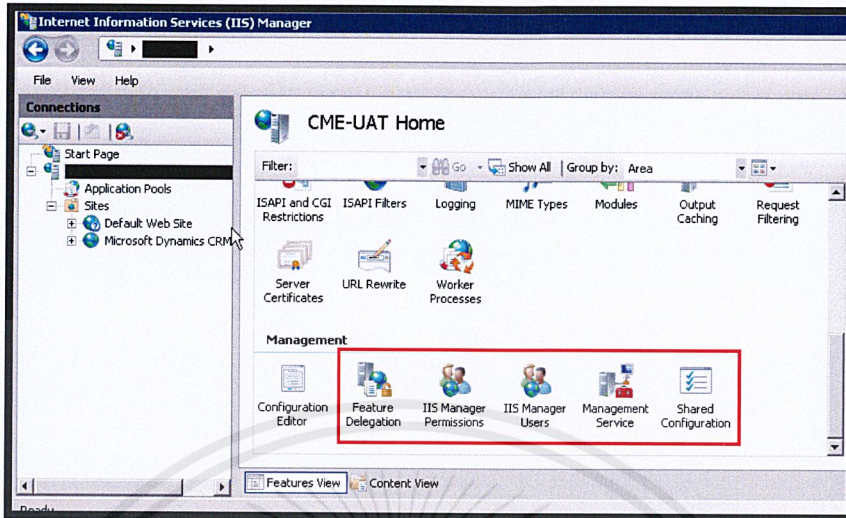 Internet Information Services (IIS) Manager
File View Help
Connections
Start Page
Application Pools
Sites
Default Web Site
Microsoft Dynamics CRM
CME-UAT Home
Filter: Go Show All Group by: Area
ISAPI and CGI Restrictions
ISAPI Filters
Logging
MIME Types
Modules
Output Caching
Request Filtering
Server Certificates
URL Rewrite
Worker Processes
Management
Configuration Editor
Feature Delegation
IIS Manager Permissions
IIS Manager Users
Management Service
Shared Configuration
Features View Content View
Ready